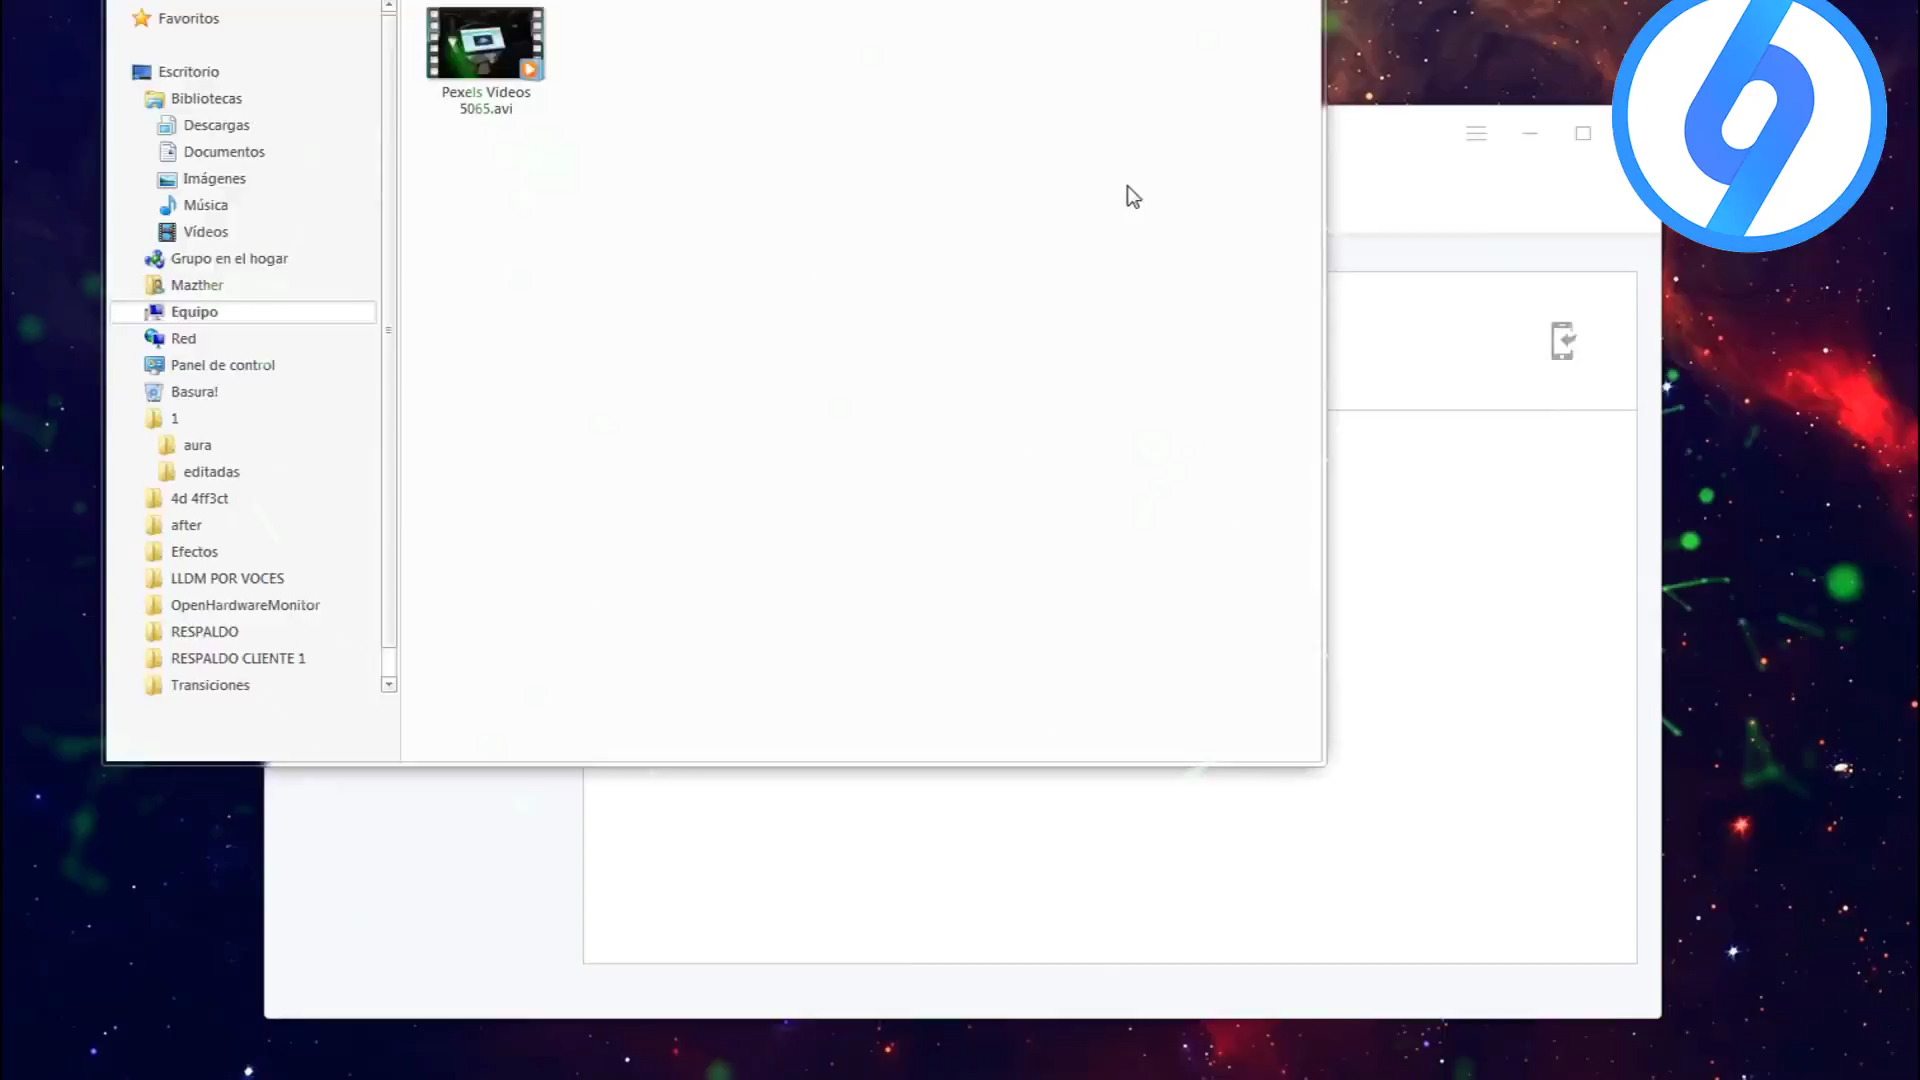 Favoritos
Escritorio
Bibliotecas
Descargas
Documentos
Imágenes
Música
Vídeos
Grupo en el hogar
Mazther
Equipo
Red
Panel de control
Basura!
1
aura
editadas
4d 4ff3ct
after
Efectos
LLDM POR VOCES
OpenHardwareMonitor
RESPALDO
RESPALDO CLIENTE 1
Transiciones
Pexels Videos
5065.avi